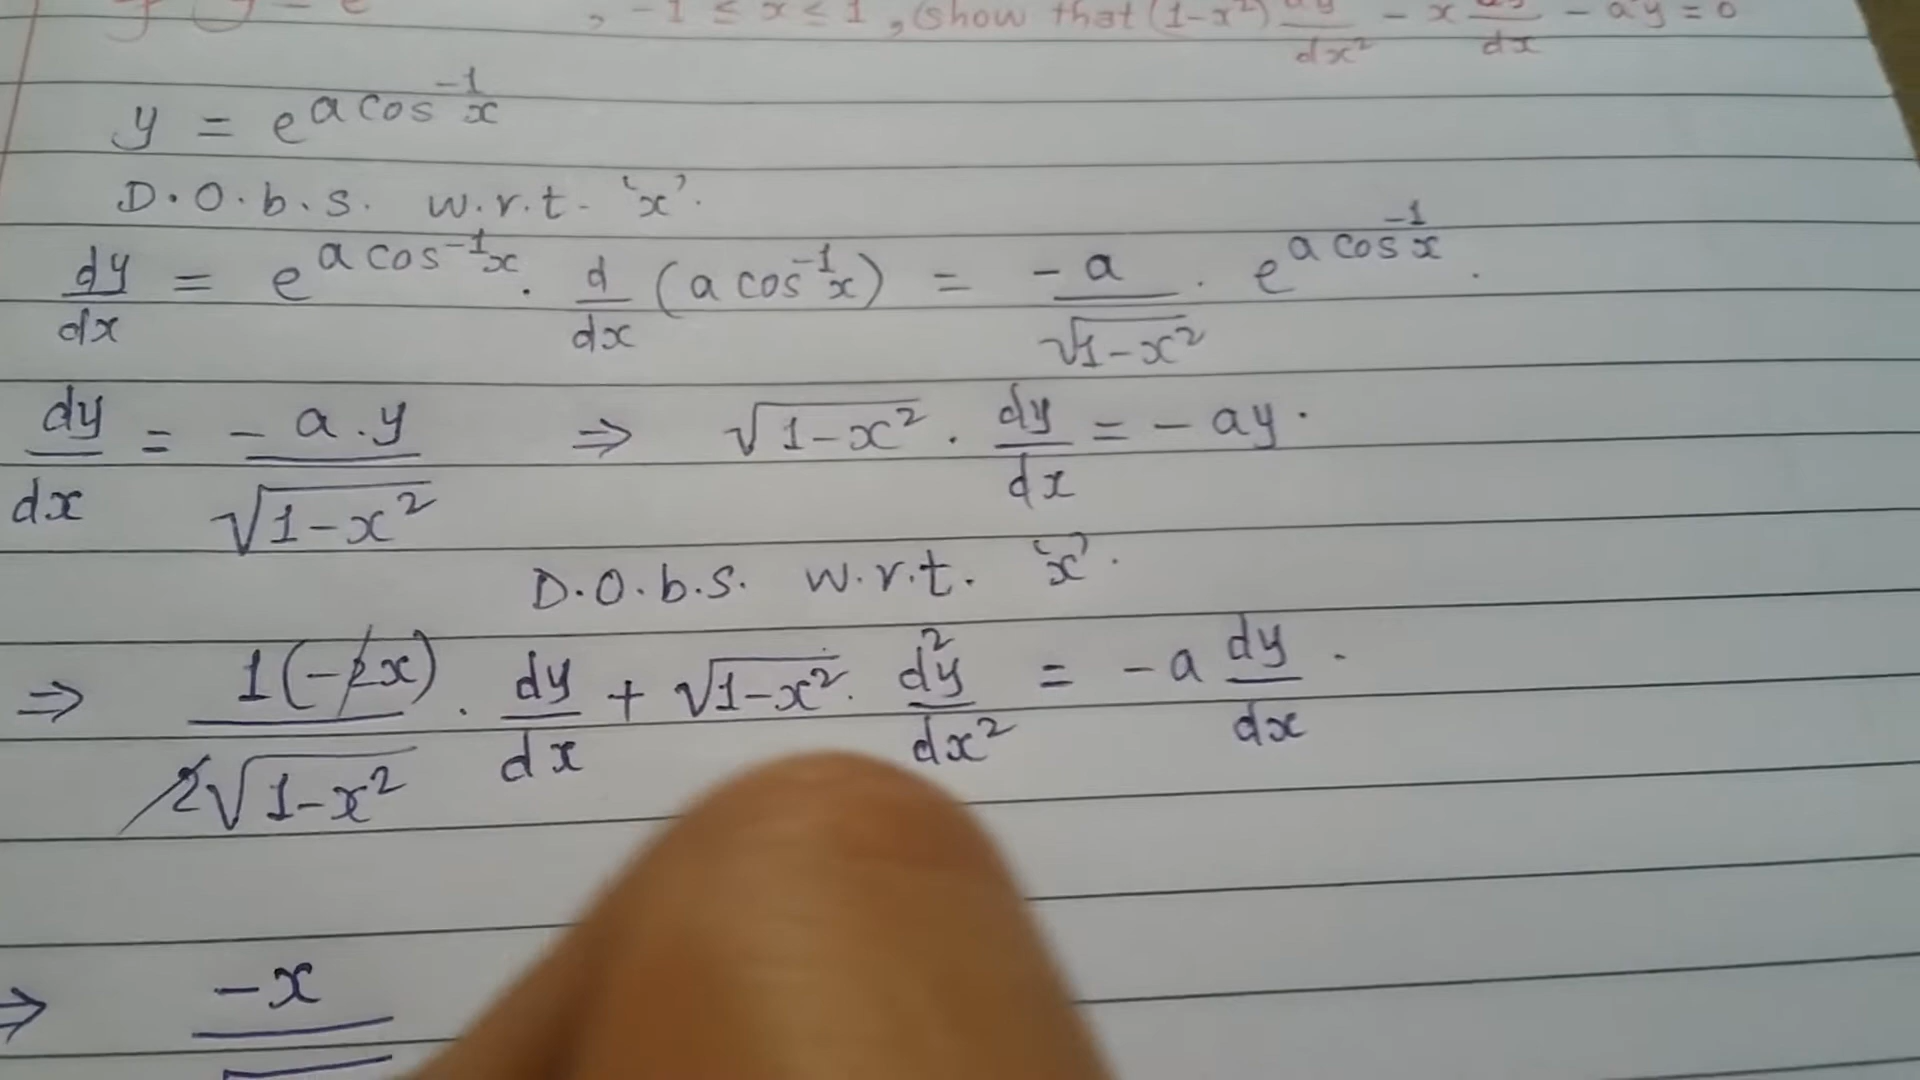 , -1 ≤ x ≤ 1, (show that (1-x²) d²y/dx² - x dy/dx - a²y = 0
y = e^(a cos⁻¹x)
D.O.b.s. w.r.t. 'x'.
dy/dx = e^(a cos⁻¹x) . d/dx (a cos⁻¹x) = -a/√(1-x²) . e^(a cos⁻¹x) .
dy/dx = -a.y/√(1-x²) ⇒ √(1-x²) . dy/dx = -ay.
D.O.b.s. w.r.t. 'x'.
⇒ 1(-2x)/2√(1-x²) . dy/dx + √(1-x²) . d²y/dx² = -a dy/dx .
⇒ -x